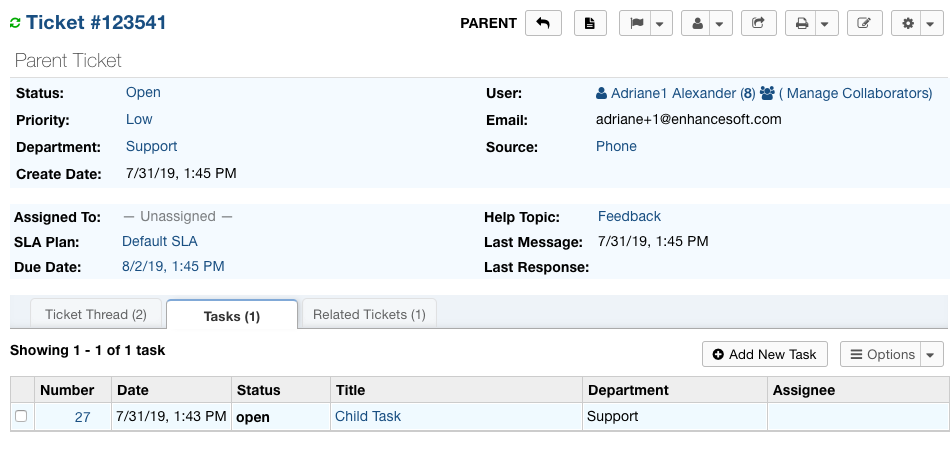 Ticket #123541 PARENT
Parent Ticket
Status: Open User: Adriane1 Alexander (8) ( Manage Collaborators)
Priority: Low Email: adriane+1@enhancesoft.com
Department: Support Source: Phone
Create Date: 7/31/19, 1:45 PM
Assigned To: — Unassigned — Help Topic: Feedback
SLA Plan: Default SLA Last Message: 7/31/19, 1:45 PM
Due Date: 8/2/19, 1:45 PM Last Response:
Ticket Thread (2) Tasks (1) Related Tickets (1)
Showing 1 - 1 of 1 task Add New Task Options
Number Date Status Title Department Assignee
27 7/31/19, 1:43 PM open Child Task Support